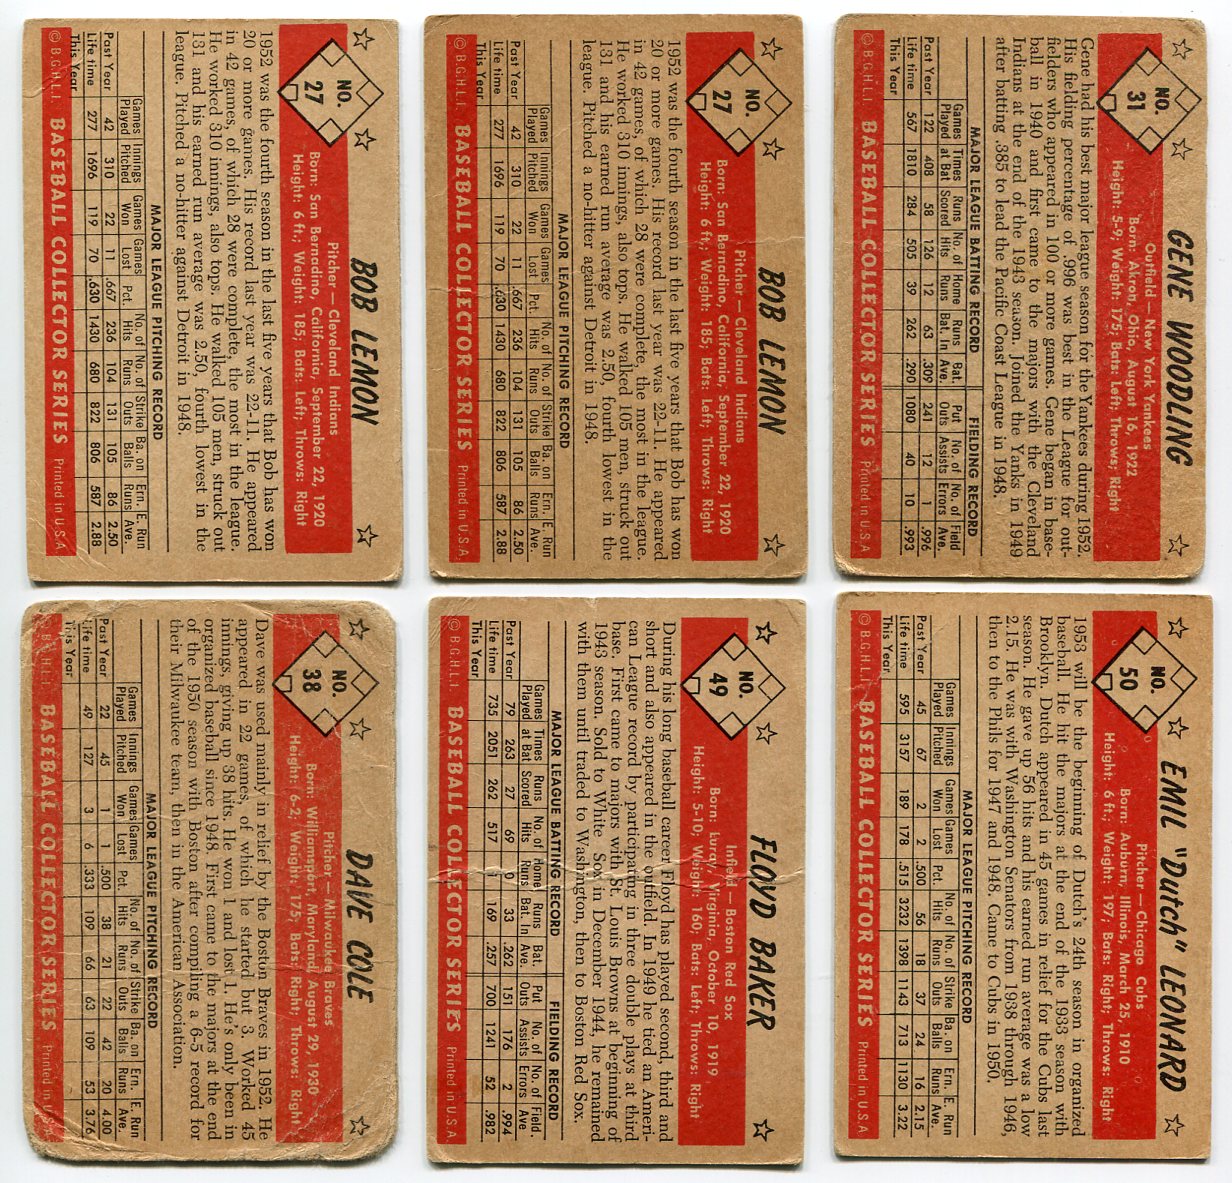 NO.
27
BOB LEMON
Pitcher — Cleveland Indians
Born: San Bernadino, California, September 22, 1920
Height: 6 ft.; Weight: 185; Bats: Left; Throws: Right
1952 was the fourth season in the last five years that Bob has won
20 or more games. His record last year was 22-11. He appeared
in 42 games, of which 28 were complete, the most in the league.
He worked 310 innings, also tops. He walked 105 men, struck out
131 and his earned run average was 2.50, fourth lowest in the
league. Pitched a no-hitter against Detroit in 1948.
MAJOR LEAGUE PITCHING RECORD
Games Innings Games Games No. of No. of Strike Ba. on Ern. E. Run
Played Pitched Won Lost Pct. Hits Runs Outs Balls Runs Ave.
Past Year 42 310 22 11 .667 236 104 131 105 86 2.50
Life time 277 1696 119 70 .630 1430 680 822 806 587 2.88
This Year
© B.G.H.L.I. BASEBALL COLLECTOR SERIES Printed in U.S.A.
NO.
27
BOB LEMON
Pitcher — Cleveland Indians
Born: San Bernadino, California, September 22, 1920
Height: 6 ft.; Weight: 185; Bats: Left; Throws: Right
1952 was the fourth season in the last five years that Bob has won
20 or more games. His record last year was 22-11. He appeared
in 42 games, of which 28 were complete, the most in the league.
He worked 310 innings, also tops. He walked 105 men, struck out
131 and his earned run average was 2.50, fourth lowest in the
league. Pitched a no-hitter against Detroit in 1948.
MAJOR LEAGUE PITCHING RECORD
Games Innings Games Games No. of No. of Strike Ba. on Ern. E. Run
Played Pitched Won Lost Pct. Hits Runs Outs Balls Runs Ave.
Past Year 42 310 22 11 .667 236 104 131 105 86 2.50
Life time 277 1696 119 70 .630 1430 680 822 806 587 2.88
This Year
© B.G.H.L.I. BASEBALL COLLECTOR SERIES Printed in U.S.A.
NO.
31
GENE WOODLING
Outfield — New York Yankees
Born: Akron, Ohio, August 16, 1922
Height: 5-9; Weight: 175; Bats: Left; Throws; Right
Gene had his best major league season for the Yankees during 1952.
His fielding percentage of .996 was best in the League for out-
fielders who appeared in 100 or more games. Gene began in base-
ball in 1940 and first came to the majors with the Cleveland
Indians at the end of the 1943 season. Joined the Yanks in 1949
after batting .385 to lead the Pacific Coast League in 1948.
MAJOR LEAGUE BATTING RECORD FIELDING RECORD
Games Times Runs No. of Home Runs Bat. Put No. of No. of Field
Played at Bat Scored Hits Runs Bat. In Ave. Outs Assists Errors Ave.
Past Year 122 408 58 126 12 63 .309 241 12 1 .996
Life time 567 1810 284 505 39 262 .290 1080 40 10 .993
This Year
© B.G.H.L.I. BASEBALL COLLECTOR SERIES Printed in U.S.A.
NO.
38
DAVE COLE
Pitcher — Milwaukee Braves
Born: Williamsport, Maryland, August 29, 1930
Height: 6-2; Weight: 175; Bats: Right; Throws: Right
Dave was used mainly in relief by the Boston Braves in 1952. He
appeared in 22 games, of which he started but 3. Worked 45
innings, giving up 38 hits. He won 1 and lost 1. He's only been in
organized baseball since 1948. First came to the majors at the end
of the 1950 season with Boston after compiling a 6-5 record for
their Milwaukee team, then in the American Association.
MAJOR LEAGUE PITCHING RECORD
Games Innings Games Games No. of No. of Strike Ba. on Ern. E. Run
Played Pitched Won Lost Pct. Hits Runs Outs Balls Runs Ave.
Past Year 22 45 1 1 .500 38 21 22 42 20 4.00
Life time 49 127 3 6 .333 109 66 63 109 53 3.76
This Year
© B.G.H.L.I. BASEBALL COLLECTOR SERIES Printed in U.S.A.
NO.
49
FLOYD BAKER
Infield — Boston Red Sox
Born: Luray, Virginia, October 10, 1919
Height: 5-10; Weight: 160; Bats: Left; Throws: Right
During his long baseball career Floyd has played second, third and
short and also appeared in the outfield. In 1949 he tied an Ameri-
can League record by participating in three double plays at third
base. First came to majors with St. Louis Browns at beginning of
1943 season. Sold to White Sox in December 1944, he remained
with them until traded to Washington, then to Boston Red Sox.
MAJOR LEAGUE BATTING RECORD FIELDING RECORD
Games Times Runs No. of Home Runs Bat. Put No. of No. of Field.
Played at Bat Scored Hits Runs Bat. In Ave. Outs Assists Errors Ave
Past Year 79 263 27 69 0 33 .262 151 176 2 .994
Life time 735 2051 262 517 1 169 .257 700 1241 52 .982
This Year
© B.G.H.L.I. BASEBALL COLLECTOR SERIES Printed in U.S.A.
NO.
50
EMIL "Dutch" LEONARD
Pitcher — Chicago Cubs
Born: Auburn, Illinois, March 25, 1910
Height: 6 ft.; Weight: 197; Bats: Right; Throws: Right
1953 will be the beginning of Dutch's 24th season in organized
baseball. He hit the majors at the end of the 1933 season with
Brooklyn. Dutch appeared in 45 games in relief for the Cubs last
season. He gave up 56 hits and his earned run average was a low
2.15. He was with Washington Senators from 1938 through 1946,
then to the Phils for 1947 and 1948. Came to Cubs in 1950.
MAJOR LEAGUE PITCHING RECORD
Games Innings Games Games No. of No. of Strike Ba. on Ern. E. Run
Played Pitched Won Lost Pct. Hits Runs Outs Balls Runs Ave.
Past Year 45 67 2 2 .500 56 18 37 24 16 2.15
Life time 595 3157 189 178 .515 3232 1398 1143 713 1130 3.22
This Year
© B.G.H.L.I. BASEBALL COLLECTOR SERIES Printed in U.S.A.